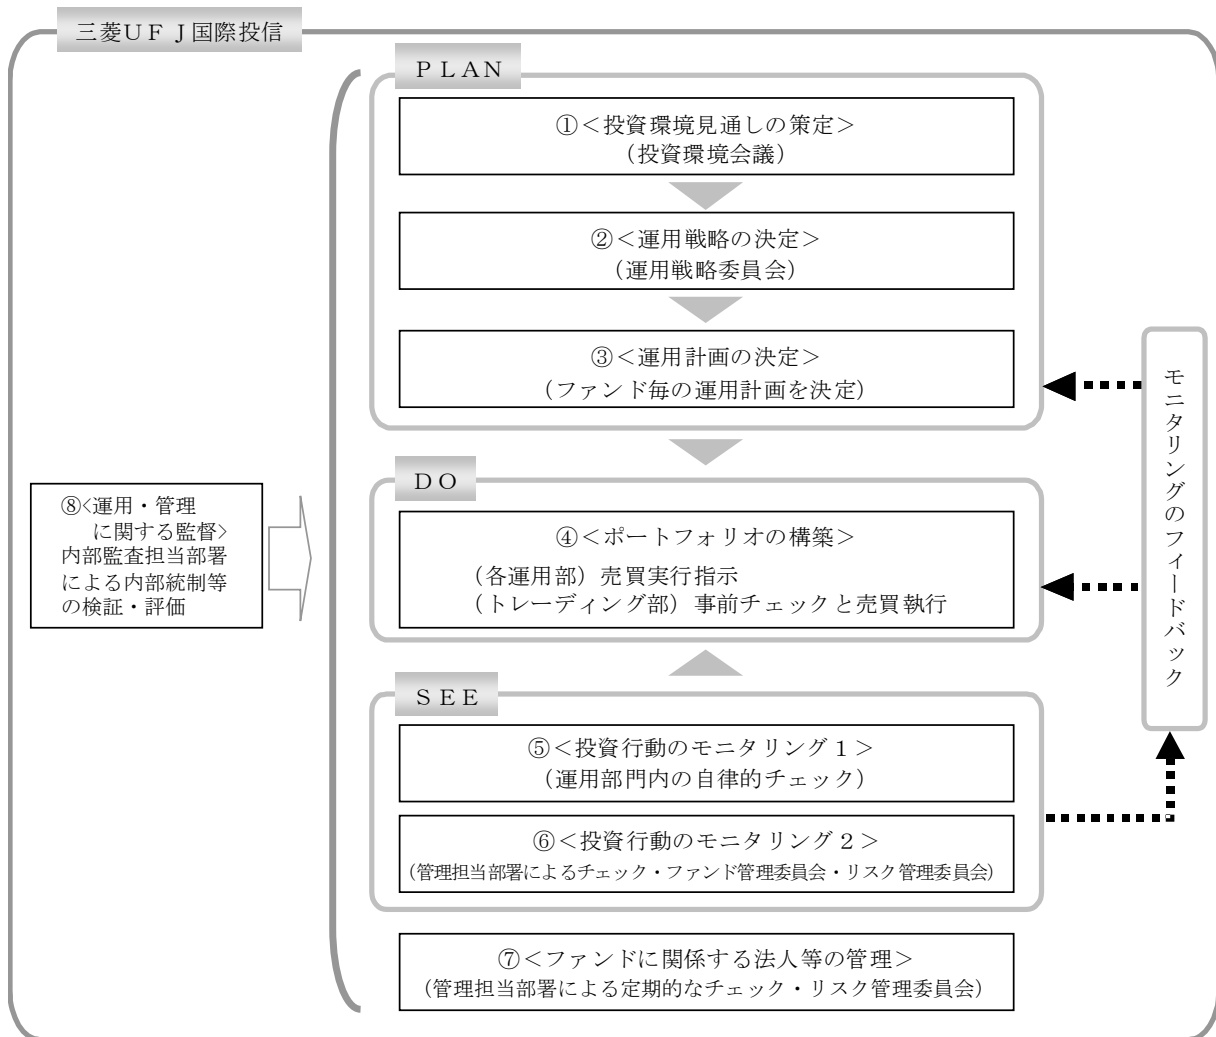 三菱UFJ国際投信
PLAN
①<投資環境見通しの策定>
(投資環境会議)
②<運用戦略の決定>
(運用戦略委員会)
③<運用計画の決定>
(ファンド毎の運用計画を決定)
DO
④<ポートフォリオの構築>
(各運用部)売買実行指示
(トレーディング部)事前チェックと売買執行
SEE
⑤<投資行動のモニタリング1>
(運用部門内の自律的チェック)
⑥<投資行動のモニタリング2>
(管理担当部署によるチェック・ファンド管理委員会・リスク管理委員会)
⑦<ファンドに関係する法人等の管理>
(管理担当部署による定期的なチェック・リスク管理委員会)
⑧<運用・管理
に関する監督>
内部監査担当部署
による内部統制等
の検証・評価
モニタリングのフィードバック